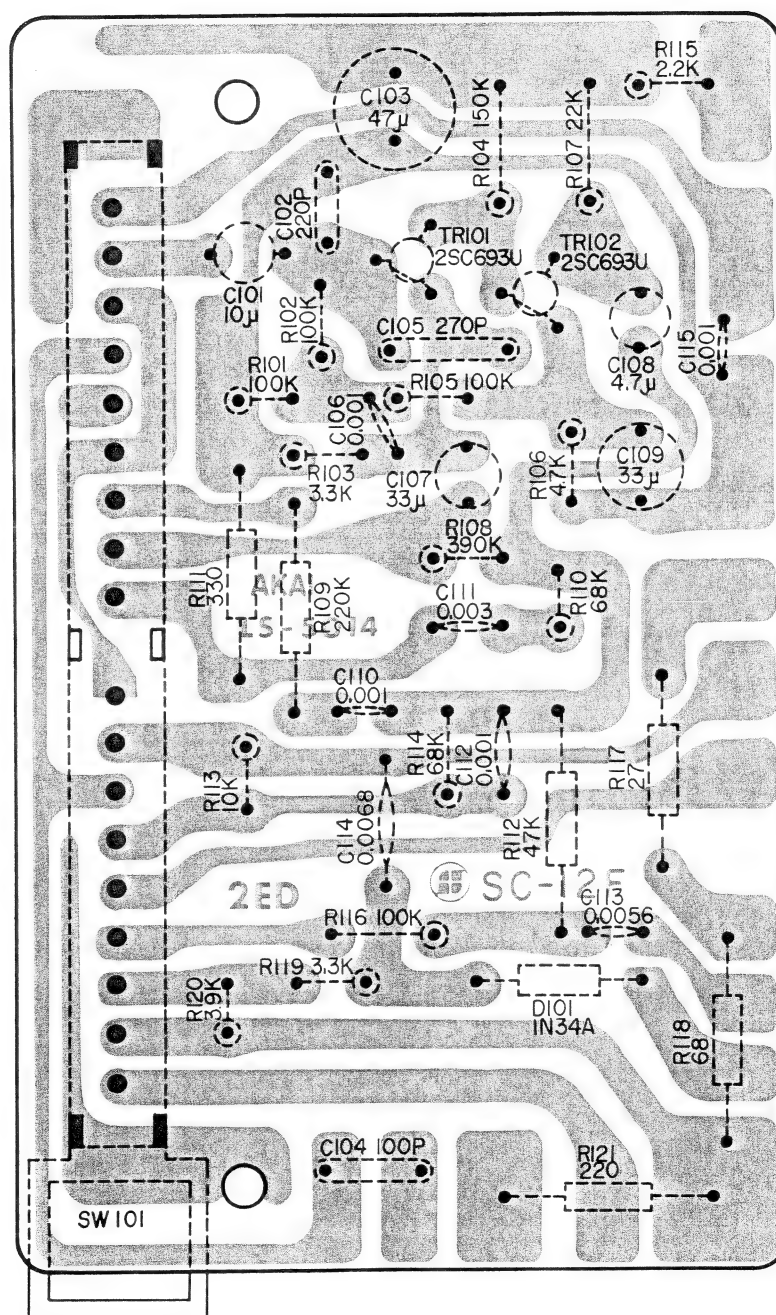 R115
2.2K
C103
47μ
R104 150K
R107 22K
C102
220P
TR101
2SC693U
TR102
2SC693U
C101
10μ
R102
100K
C105 270P
C108
4.7μ
C115
0.001
R101
100K
C106
0.001
R105 100K
R103
3.3K
C107
33μ
R106
4.7K
C109
33μ
R108
390K
R111
330
AKA
R109
220K
C111
0.003
R110
68K
C110
0.001
R113
10K
R114
68K
C112
0.001
R117
27
C114
0.0068
R112
47K
2ED
SC-12E
C113
0.0056
R116 100K
R119 3.3K
R120
3.9K
D101
1N34A
R118
68
C104 100P
R121
220
SW101